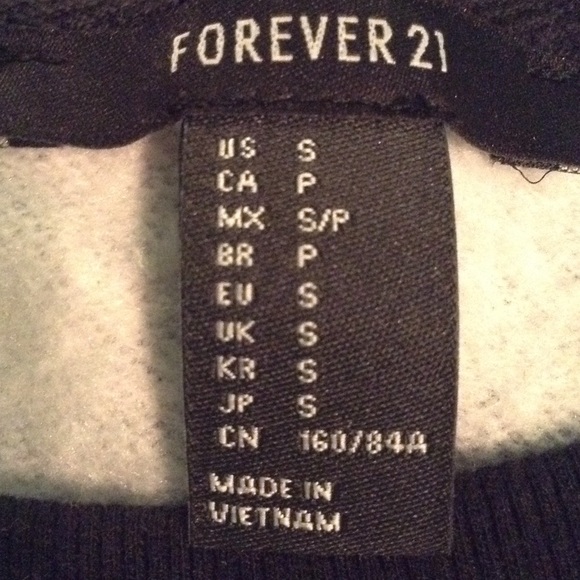 FOREVER 21
US S
CA P
MX S/P
BR P
EU S
UK S
KR S
JP S
CN 160/84A
MADE IN
VIETNAM